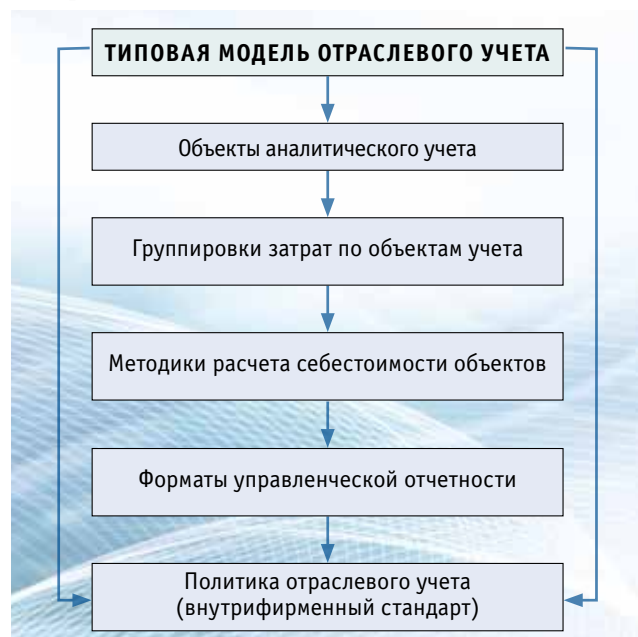 ТИПОВАЯ МОДЕЛЬ ОТРАСЛЕВОГО УЧЕТА
Объекты аналитического учета
Группировки затрат по объектам учета
Методики расчета себестоимости объектов
Форматы управленческой отчетности
Политика отраслевого учета
(внутрифирменный стандарт)